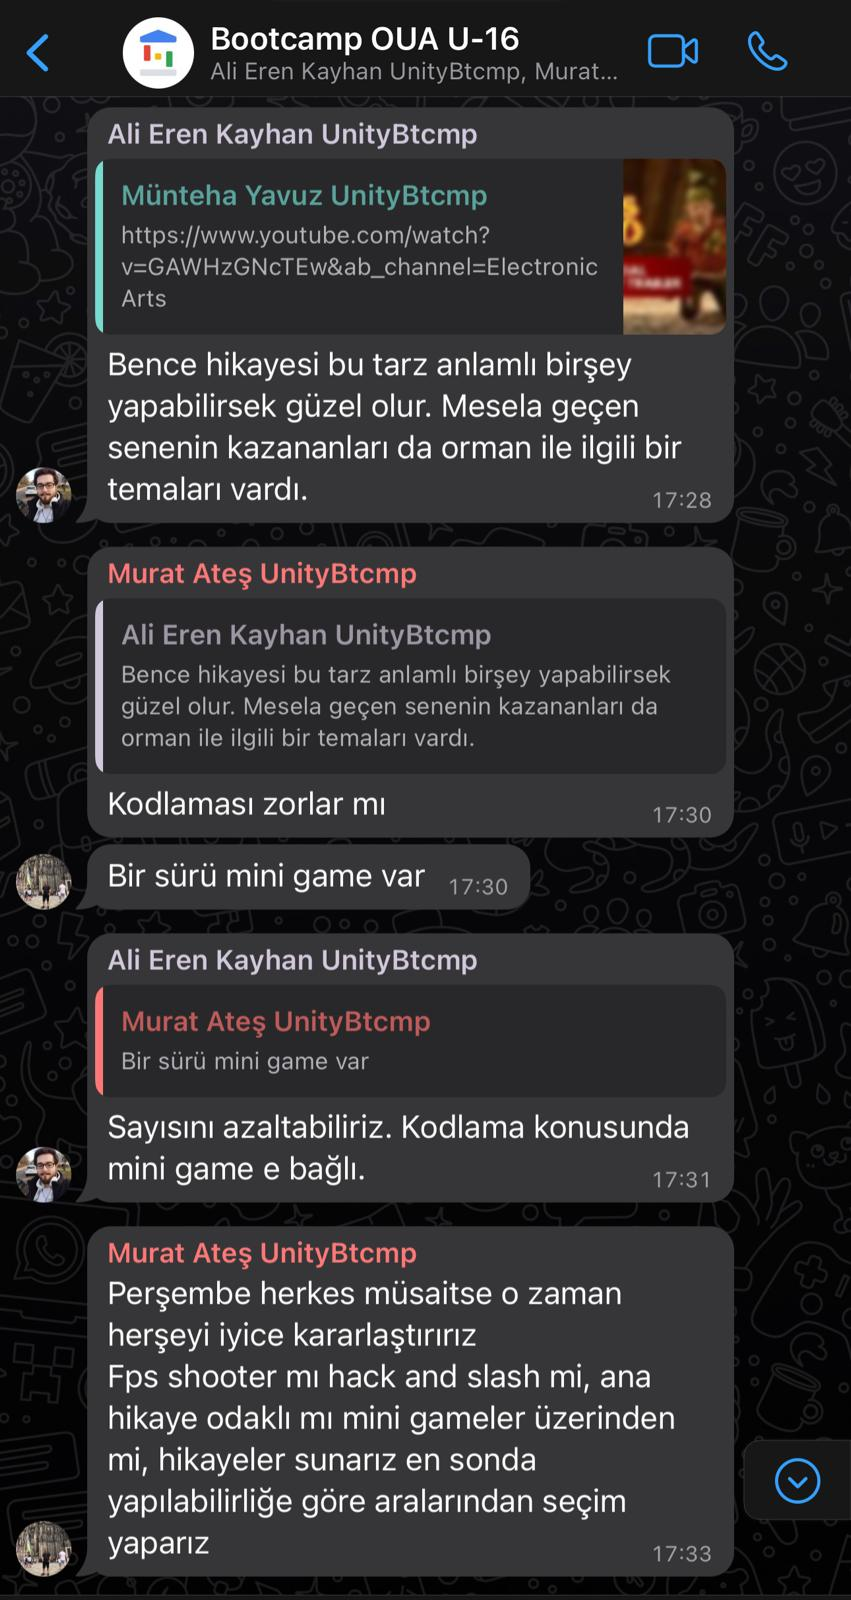 Bootcamp OUA U-16
Ali Eren Kayhan UnityBtcmp, Murat...
Ali Eren Kayhan UnityBtcmp
Münteha Yavuz UnityBtcmp
https://www.youtube.com/watch?
v=GAWHzGNcTEw&ab_channel=Electronic
Arts
TRAILER
Bence hikayesi bu tarz anlamlı birşey
yapabilirsek güzel olur. Mesela geçen
senenin kazananları da orman ile ilgili bir
temaları vardı.
17:28
Murat Ateş UnityBtcmp
Ali Eren Kayhan UnityBtcmp
Bence hikayesi bu tarz anlamlı birşey yapabilirsek
güzel olur. Mesela geçen senenin kazananları da
orman ile ilgili bir temaları vardı.
Kodlaması zorlar mı
17:30
Bir sürü mini game var 17:30
Ali Eren Kayhan UnityBtcmp
Murat Ateş UnityBtcmp
Bir sürü mini game var
Sayısını azaltabiliriz. Kodlama konusunda
mini game e bağlı.
17:31
Murat Ateş UnityBtcmp
Perşembe herkes müsaitse o zaman
herşeyi iyice kararlaştırırız
Fps shooter mı hack and slash mi, ana
hikaye odaklı mı mini gameler üzerinden
mi, hikayeler sunarız en sonda
yapılabilirliğe göre aralarından seçim
yaparız
17:33